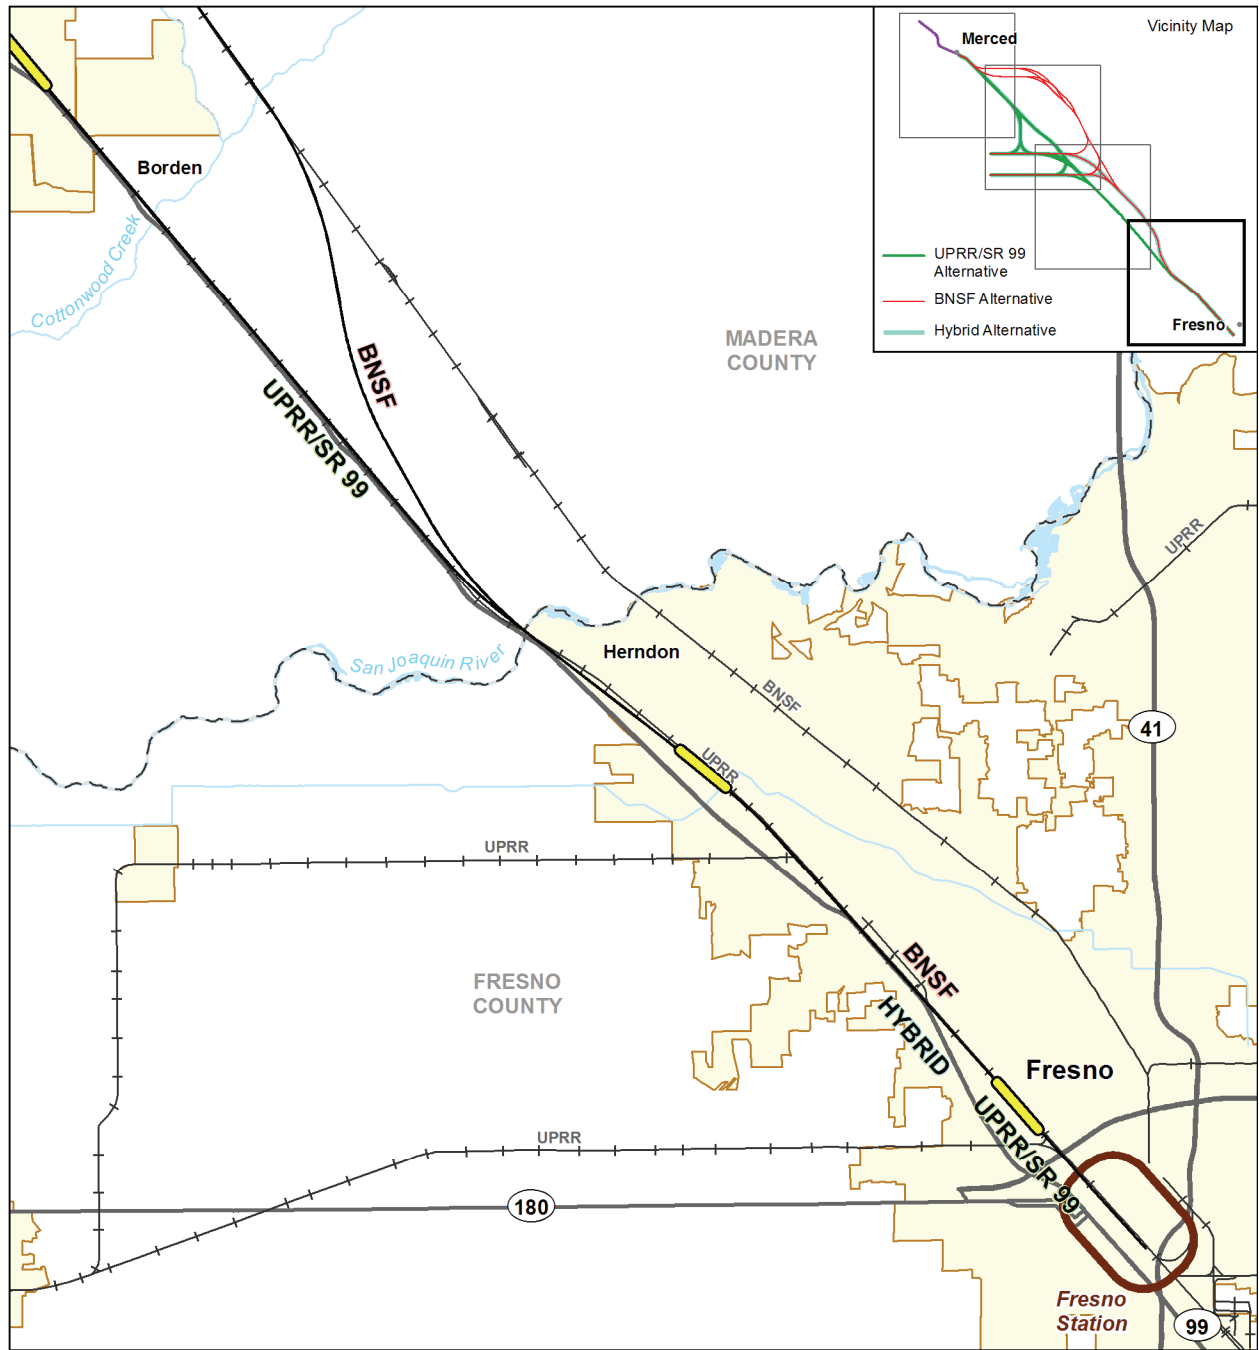 Vicinity Map
Merced
UPRR/SR 99
Alternative
BNSF Alternative
Hybrid Alternative
Fresno
Borden
Cottonwood Creek
MADERA
COUNTY
BNSF
UPRR/SR 99
UPRR
San Joaquin River
Herndon
BNSF
41
UPRR
UPRR
FRESNO
COUNTY
BNSF
HYBRID
Fresno
UPRR/SR 99
UPRR
180
Fresno
Station
99